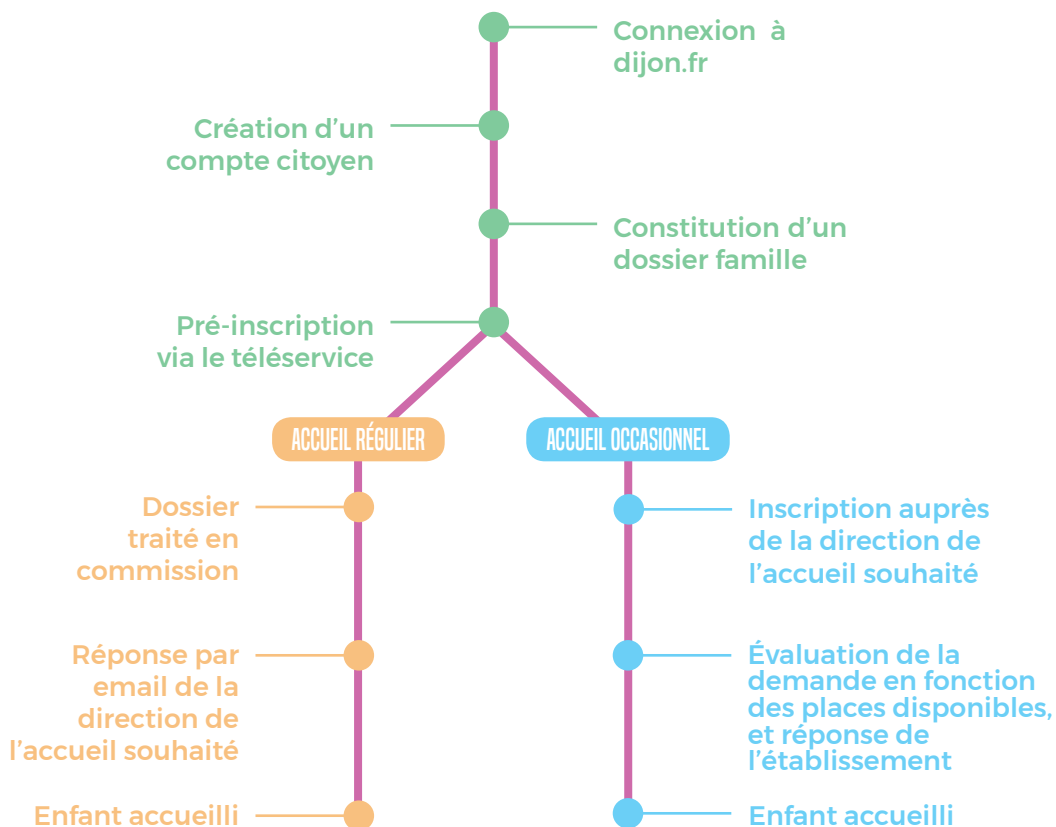 Connexion à
dijon.fr
Création d'un
compte citoyen
Constitution d'un
dossier famille
Pré-inscription
via le téléservice
ACCUEIL RÉGULIER
Dossier
traité en
commission
Réponse par
email de la
direction de
l'accueil souhaité
Enfant accueilli
ACCUEIL OCCASIONNEL
Inscription auprès
de la direction de
l'accueil souhaité
Évaluation de la
demande en fonction
des places disponibles,
et réponse de
l'établissement
Enfant accueilli